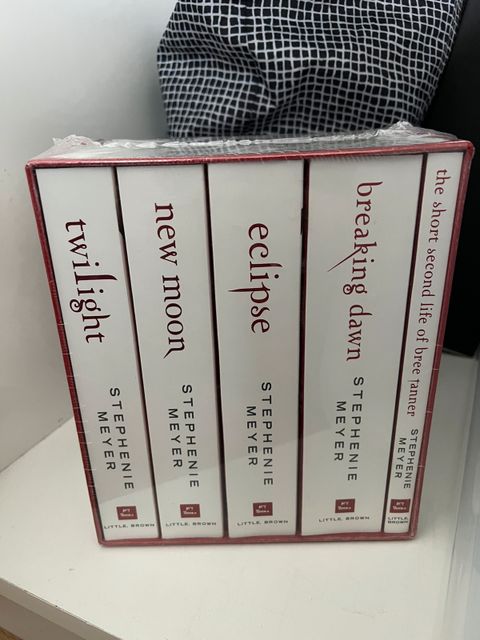 twilight
STEPHENIE
MEYER
LITTLE, BROWN
new moon
STEPHENIE
MEYER
LITTLE, BROWN
eclipse
STEPHENIE
MEYER
LITTLE, BROWN
breaking dawn
STEPHENIE
MEYER
LITTLE, BROWN
the short second life of bree tanner
STEPHENIE
MEYER
LITTLE,
BROWN